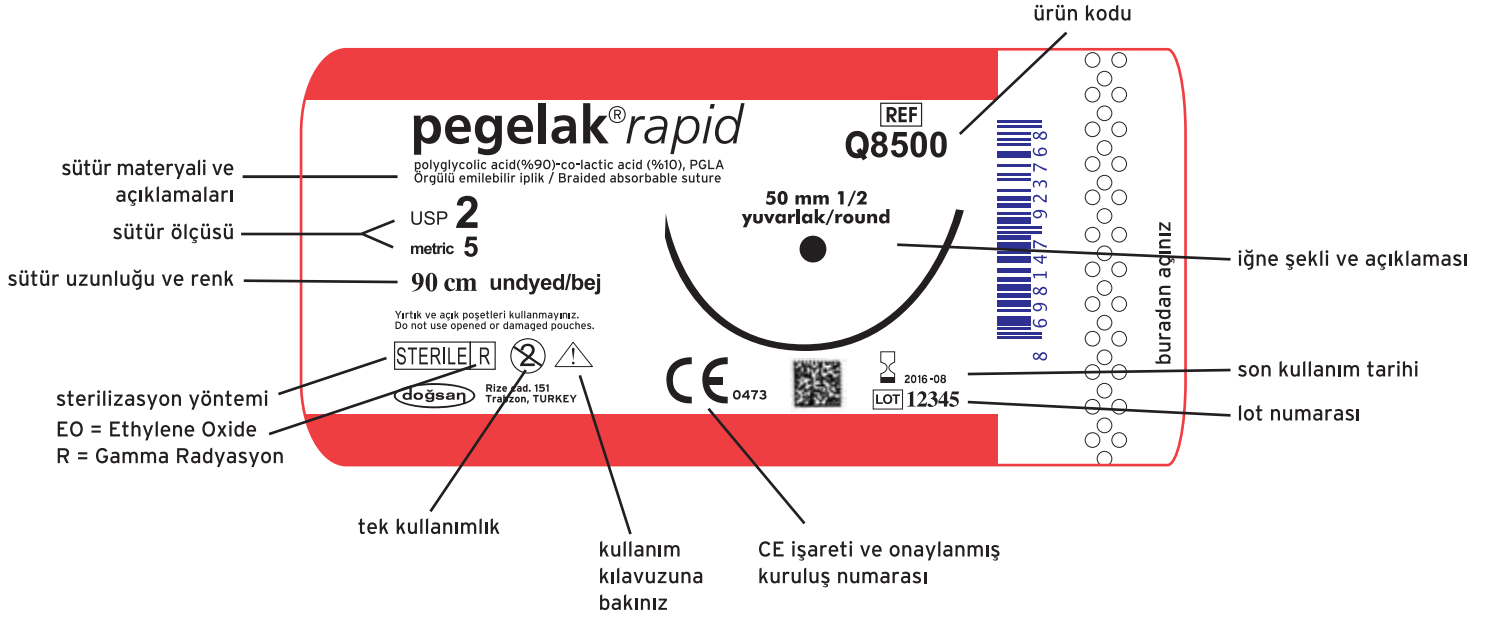 ürün kodu
pegelak® rapid
REF
Q8500
polyglycolic acid(%90)-co-lactic acid (%10), PGLA
Örgülü emilebilir iplik / Braided absorbable suture
sütür materyali ve
açıklamaları
50 mm 1/2
yuvarlak/round
USP 2
metric 5
sütür ölçüsü
iğne şekli ve açıklaması
sütür uzunluğu ve renk
90 cm undyed/bej
8 698147 923768
buradan açınız
Yırtık ve açık poşetleri kullanmayınız.
Do not use opened or damaged pouches.
STERILE R
2
!
doğsan
Rize cad. 151
Trabzon, TURKEY
CE 0473
2016-08
LOT 12345
son kullanım tarihi
lot numarası
sterilizasyon yöntemi
EO = Ethylene Oxide
R = Gamma Radyasyon
tek kullanımlık
kullanım
kılavuzuna
bakınız
CE işareti ve onaylanmış
kuruluş numarası